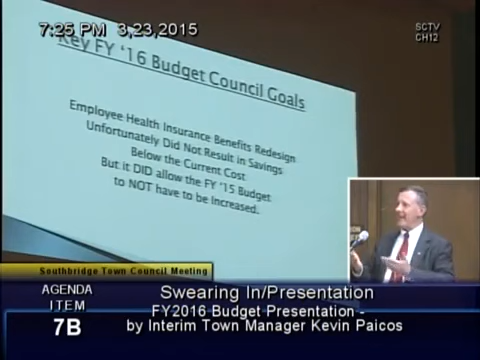 7:25 PM 3,23,2015
SCTV
CH12
Key FY '16 Budget Council Goals
Employee Health Insurance Benefits Redesign
Unfortunately Did Not Result in Savings
Below the Current Cost
But it DID allow the FY '15 Budget
to NOT have to be Increased.
Southbridge Town Council Meeting
AGENDA
ITEM
7B
Swearing In/Presentation
FY2016 Budget Presentation -
by Interim Town Manager Kevin Paicos